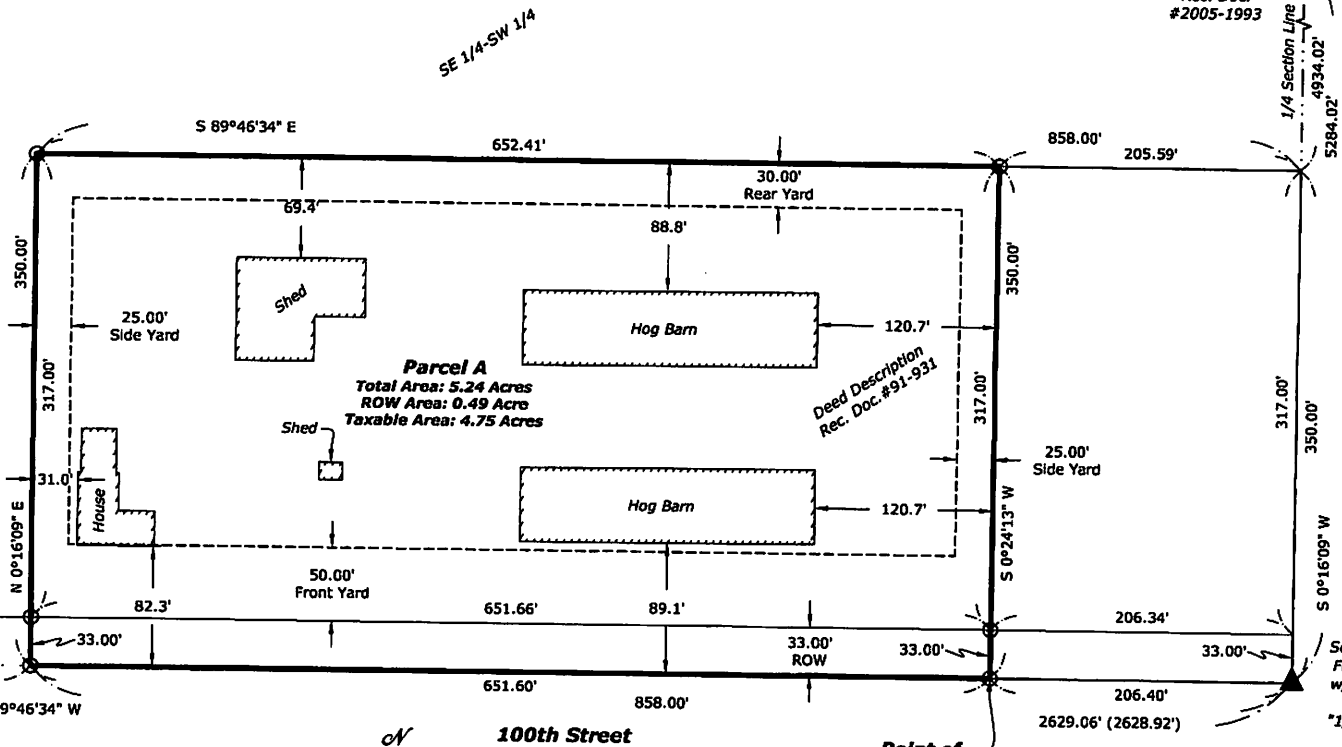 #2005-1993
SE 1/4-SW 1/4
1/4 Section Line
4934.02'
5284.02'
S 89°46'34" E
652.41'
858.00'
205.59'
30.00'
Rear Yard
69.4'
88.8'
350.00'
350.00'
25.00'
Side Yard
Shed
Hog Barn
120.7'
Parcel A
Total Area: 5.24 Acres
ROW Area: 0.49 Acre
Taxable Area: 4.75 Acres
Deed Description
Rec. Doc.#91-931
317.00'
317.00'
317.00'
350.00'
Shed
25.00'
Side Yard
31.0'
House
Hog Barn
120.7'
N 0°16'09" E
S 0°24'13" W
S 0°16'09" W
50.00'
Front Yard
82.3'
651.66'
89.1'
206.34'
33.00'
33.00'
ROW
33.00'
33.00'
651.60'
858.00'
206.40'
9°46'34" W
2629.06' (2628.92')
N
100th Street
Point of